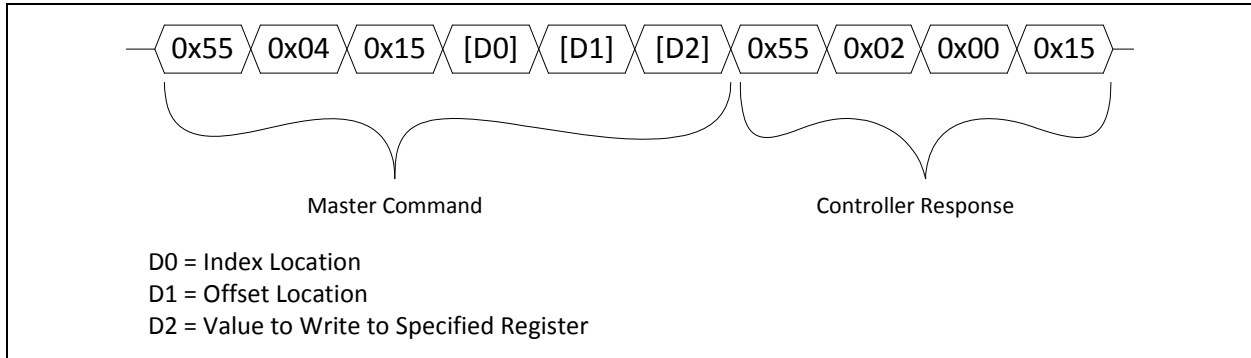 0x55 0x04 0x15 [D0] [D1] [D2] 0x55 0x02 0x00 0x15
Master Command Controller Response
D0 = Index Location
D1 = Offset Location
D2 = Value to Write to Specified Register